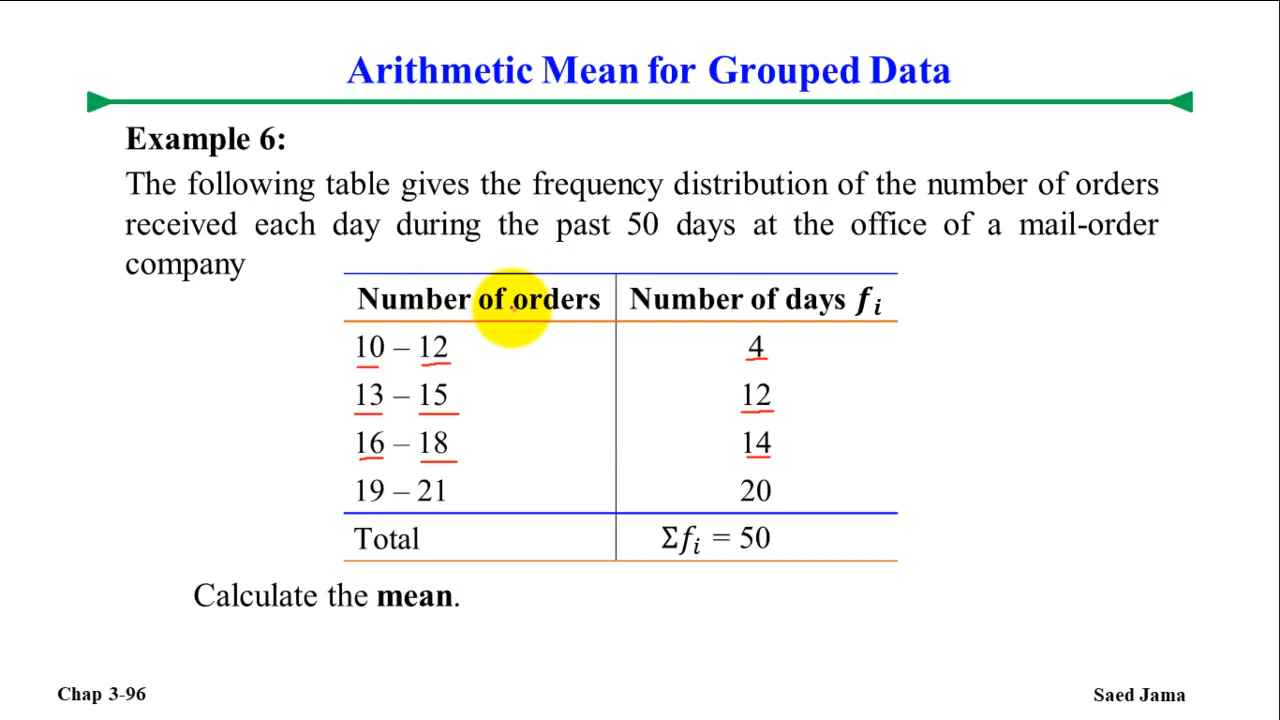 Arithmetic Mean for Grouped Data
Example 6:
The following table gives the frequency distribution of the number of orders
received each day during the past 50 days at the office of a mail-order
company
Number of orders Number of days 𝒇𝒊
10 – 12 4
13 – 15 12
16 – 18 14
19 – 21 20
Total Σ𝑓𝑖 = 50
Calculate the mean.
Chap 3-96 Saed Jama